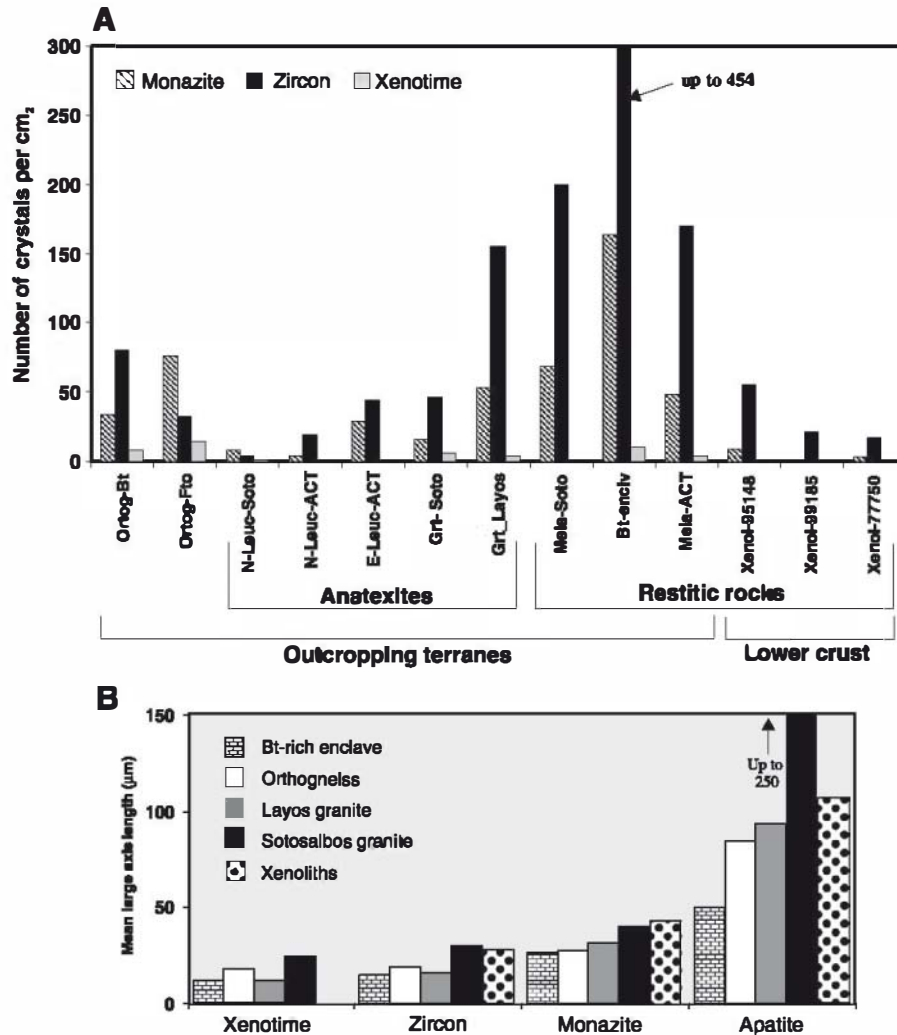 A
300
250
200
150
100
50
0
Number of crystals per cm2
Monazite Zircon Xenotime
up to 454
Ortog-Bt
Ortog-Fto
N-Leuc-Soto
N-Leuc-ACT
E-Leuc-ACT
Grt- Soto
Grt_Layos
Mela-Soto
Bt-enclv
Mela-ACT
Xenol-95148
Xenol-99185
Xenol-77750
Anatexites
Restitic rocks
Outcropping terranes
Lower crust
B
150
100
50
0
Mean large axis length (µm)
Bt-rich enclave
Orthogneiss
Layos granite
Sotosalbos granite
Xenoliths
Up to
250
Xenotime
Zircon
Monazite
Apatite